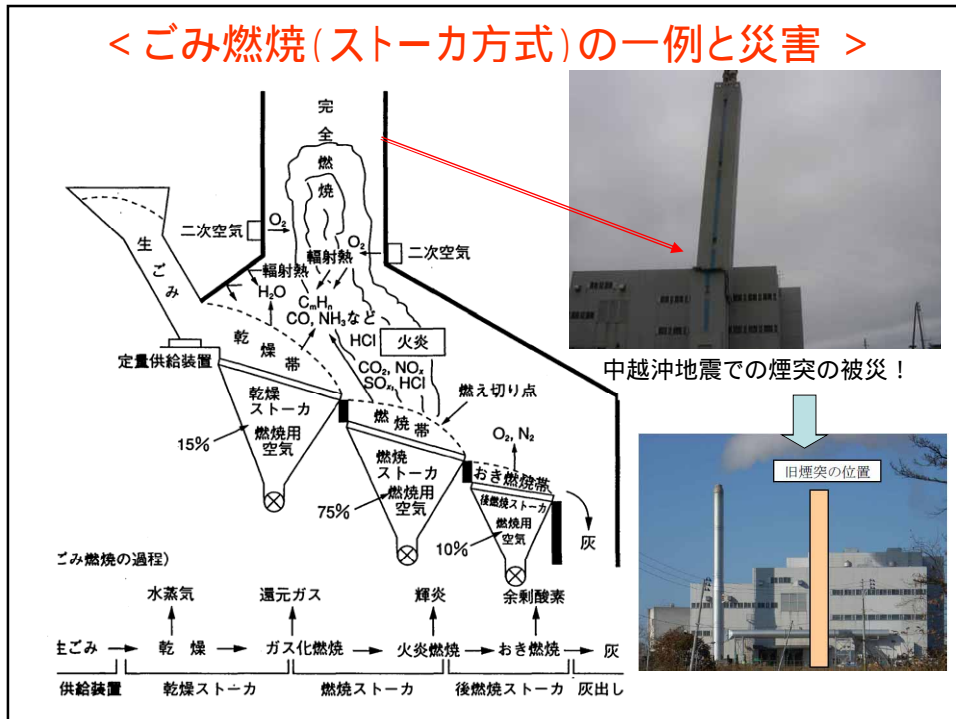 < ごみ燃焼(ストーカ方式)の一例と災害 >
完全燃焼
生ごみ
二次空気
O₂
輻射熱
O₂
二次空気
輻射熱
H₂O
CmHn
CO, NH₃など
HCl
火炎
CO₂, NOx
SOx, HCl
定量供給装置
乾燥帯
乾燥
ストーカ
燃焼用
空気
15%
燃焼帯
燃え切り点
燃焼
ストーカ
燃焼用
空気
75%
O₂, N₂
おき燃焼帯
後燃焼ストーカ
燃焼用
空気
10%
灰
中越沖地震での煙突の被災！
旧煙突の位置
ごみ燃焼の過程)
水蒸気 還元ガス 輝炎 余剰酸素
生ごみ 乾燥 ガス化燃焼 火炎燃焼 おき燃焼 灰
供給装置 乾燥ストーカ 燃焼ストーカ 後燃焼ストーカ 灰出し